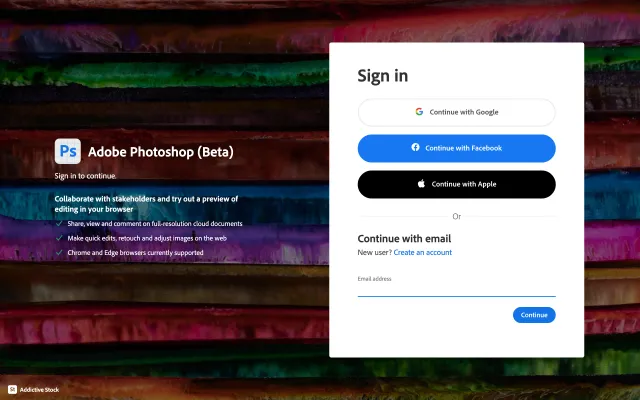 Ps Adobe Photoshop (Beta)
Sign in to continue.
Collaborate with stakeholders and try out a preview of
editing in your browser
Share, view and comment on full-resolution cloud documents
Make quick edits, retouch and adjust images on the web
Chrome and Edge browsers currently supported
St Addictive Stock
Sign in
Continue with Google
Continue with Facebook
Continue with Apple
Or
Continue with email
New user? Create an account
Email address
Continue